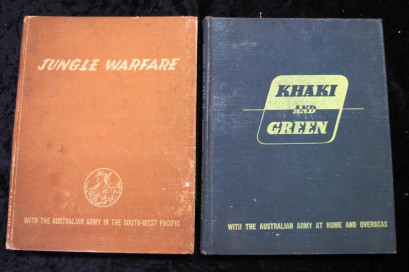 JUNGLE WARFARE
WITH THE AUSTRALIAN ARMY IN THE SOUTH-WEST PACIFIC
KHAKI
AND
GREEN
WITH THE AUSTRALIAN ARMY AT HOME AND OVERSEAS